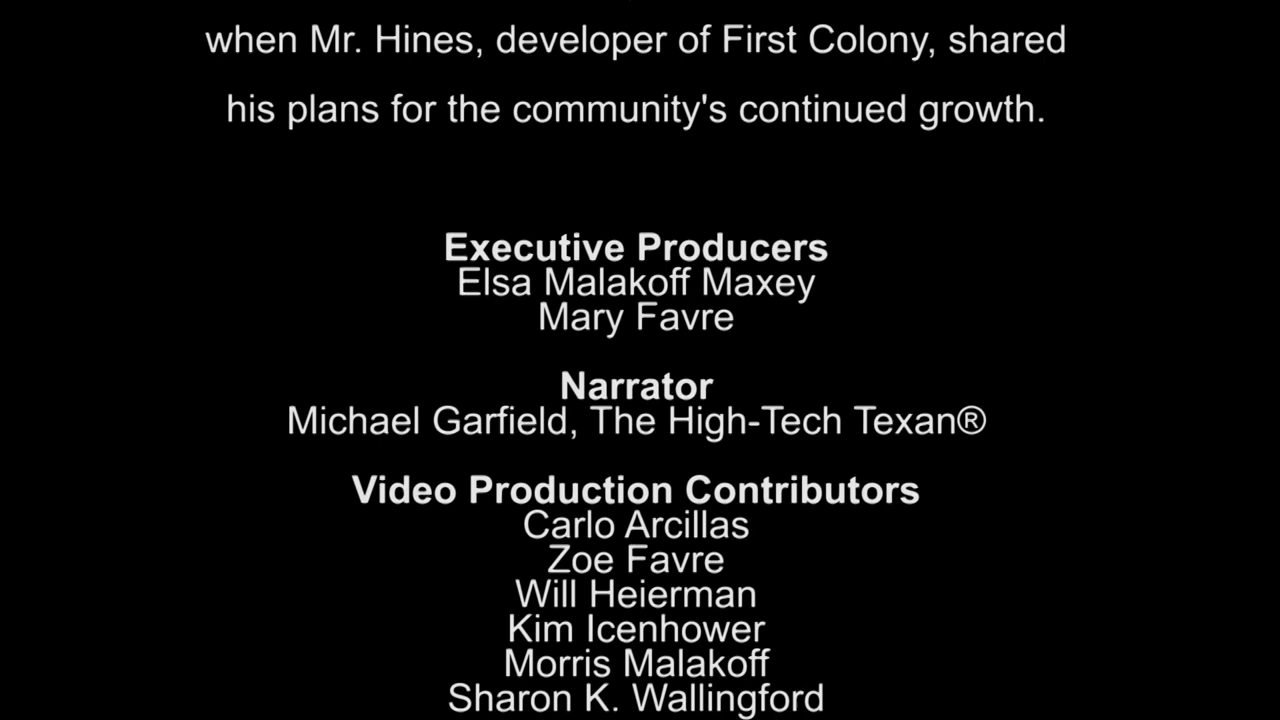 when Mr. Hines, developer of First Colony, shared
his plans for the community's continued growth.
Executive Producers
Elsa Malakoff Maxey
Mary Favre
Narrator
Michael Garfield, The High-Tech Texan®
Video Production Contributors
Carlo Arcillas
Zoe Favre
Will Heierman
Kim Icenhower
Morris Malakoff
Sharon K. Wallingford